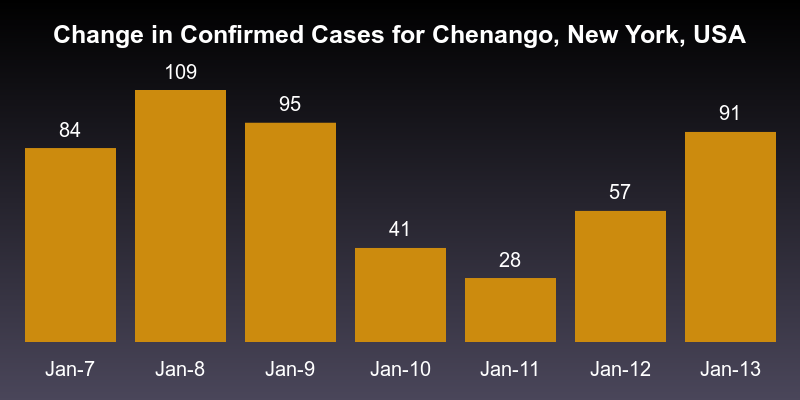 Change in Confirmed Cases for Chenango, New York, USA
84
109
95
41
28
57
91
Jan-7
Jan-8
Jan-9
Jan-10
Jan-11
Jan-12
Jan-13